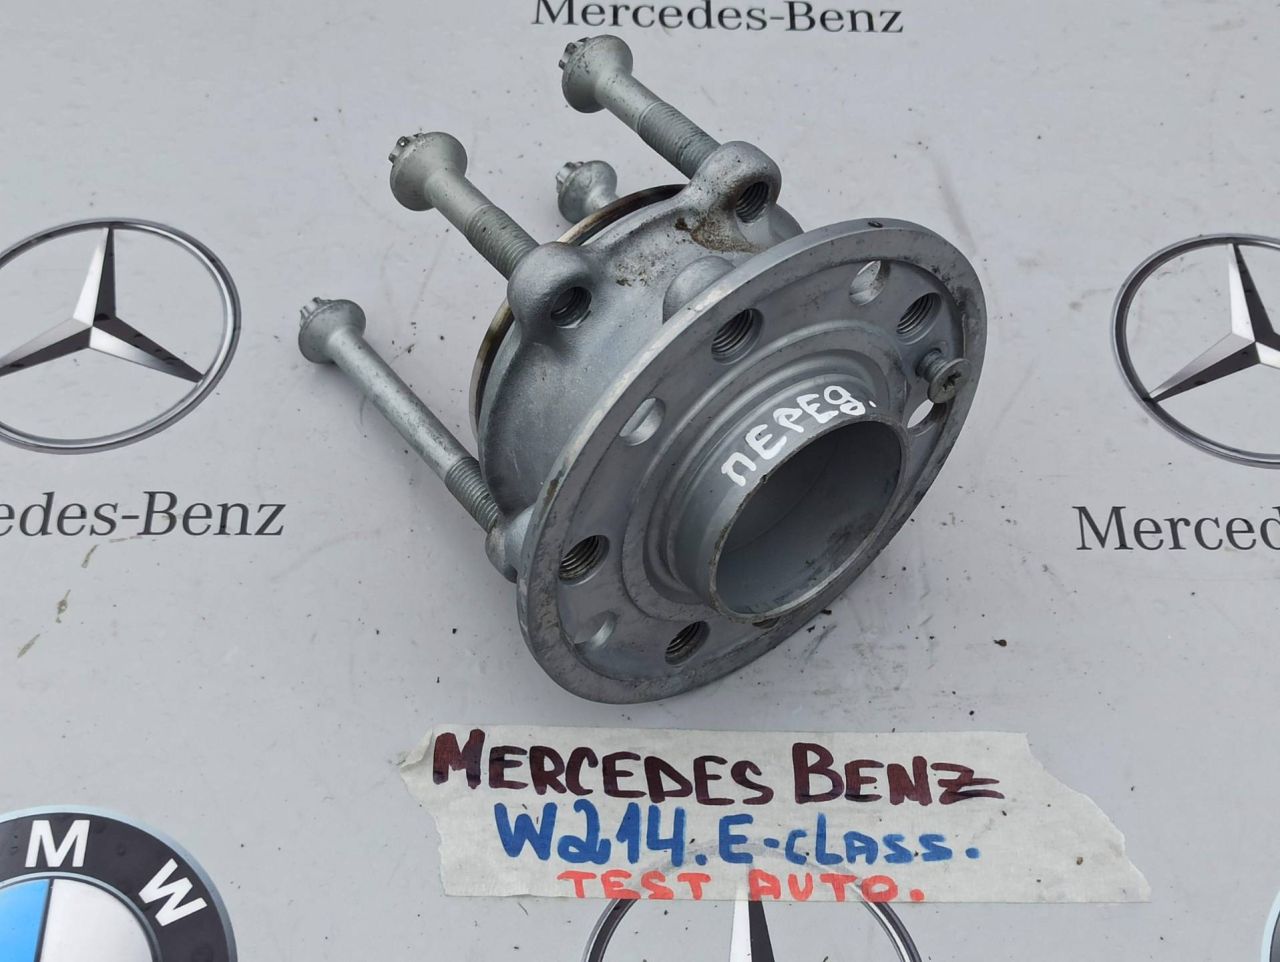 Mercedes-Benz
edes-Benz
Merced
ПЕРЕД.
MERCEDES BENZ
W214. E-CLASS.
TEST AUTO.
M W